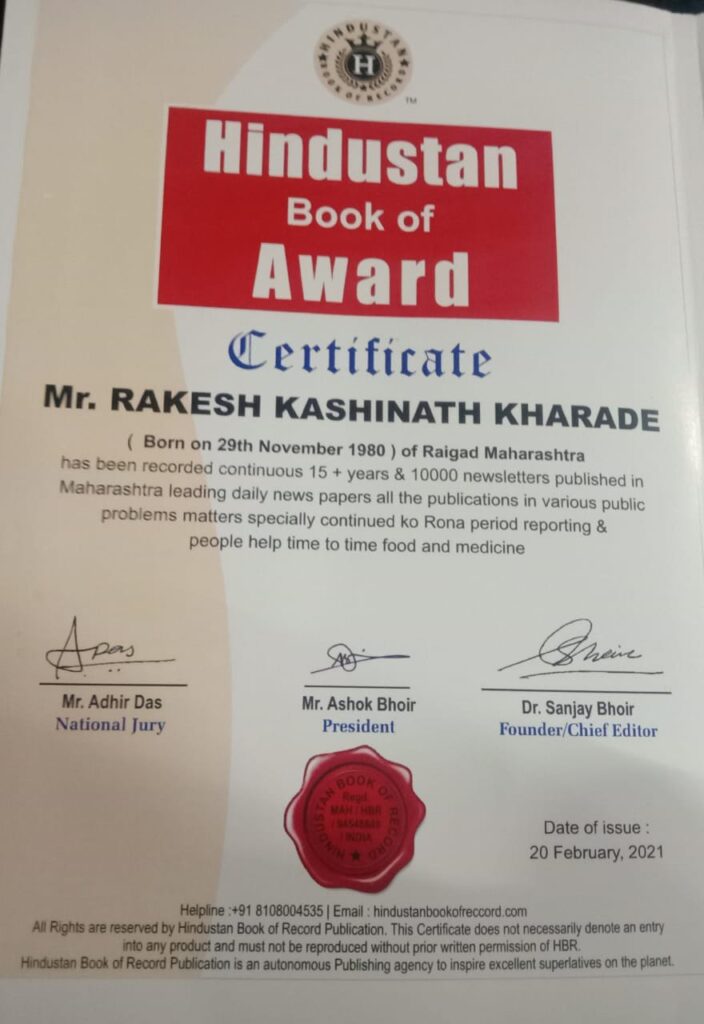 HINDUSTAN
H
BOOK OF RECORDS
TM
Hindustan
Book of
Award
Certificate
Mr. RAKESH KASHINATH KHARADE
( Born on 29th November 1980 ) of Raigad Maharashtra
has been recorded continuous 15 + years & 10000 newsletters published in
Maharashtra leading daily news papers all the publications in various public
problems matters specially continued ko Rona period reporting &
people help time to time food and medicine
Mr. Adhir Das
National Jury
Mr. Ashok Bhoir
President
Dr. Sanjay Bhoir
Founder/Chief Editor
HINDUSTAN BOOK OF RECORD
Regd.
MAH / HBR
INDIA
Date of issue :
20 February, 2021
Helpline :+91 8108004535 | Email : hindustanbookofreccord.com
All Rights are reserved by Hindustan Book of Record Publication. This Certificate does not necessarily denote an entry
into any product and must not be reproduced without prior written permission of HBR.
Hindustan Book of Record Publication is an autonomous Publishing agency to inspire excellent superlatives on the planet.